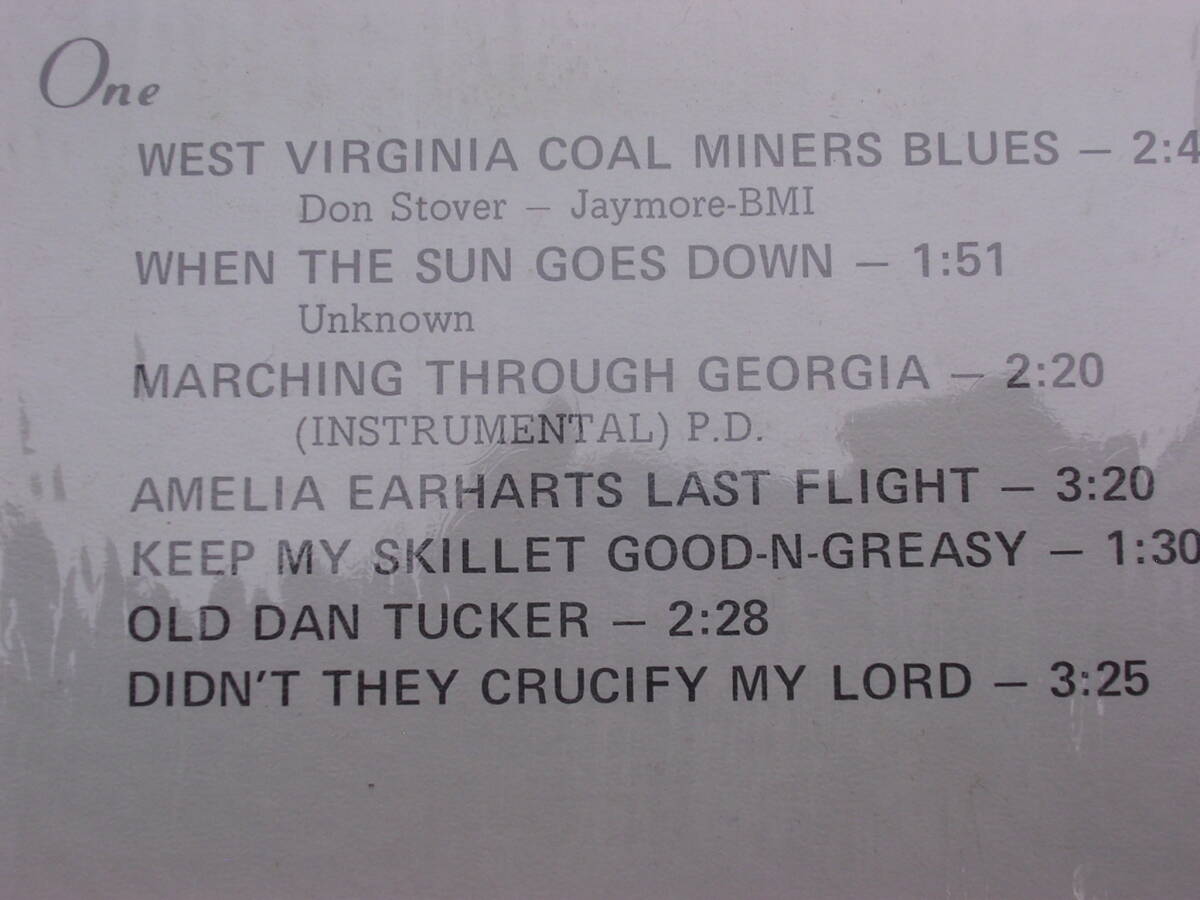 One
WEST VIRGINIA COAL MINERS BLUES — 2:4
Don Stover – Jaymore-BMI
WHEN THE SUN GOES DOWN — 1:51
Unknown
MARCHING THROUGH GEORGIA — 2:20
(INSTRUMENTAL) P.D.
AMELIA EARHARTS LAST FLIGHT — 3:20
KEEP MY SKILLET GOOD-N-GREASY — 1:30
OLD DAN TUCKER — 2:28
DIDN'T THEY CRUCIFY MY LORD — 3:25